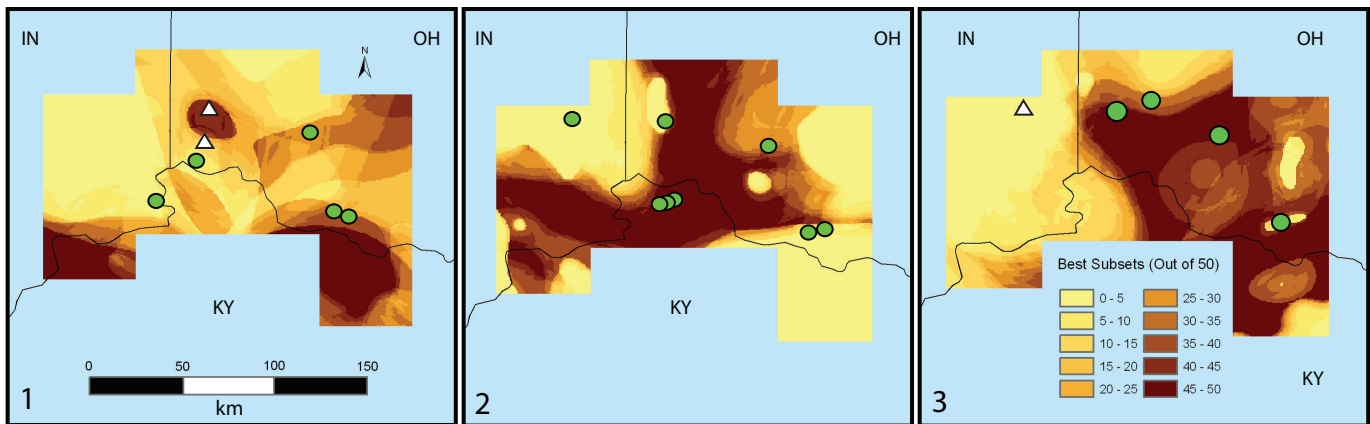 IN
OH
N
KY
0
50
100
150
km
1
IN
OH
KY
2
IN
OH
Best Subsets (Out of 50)
0 - 5
25 - 30
5 - 10
30 - 35
10 - 15
35 - 40
15 - 20
40 - 45
20 - 25
45 - 50
KY
3